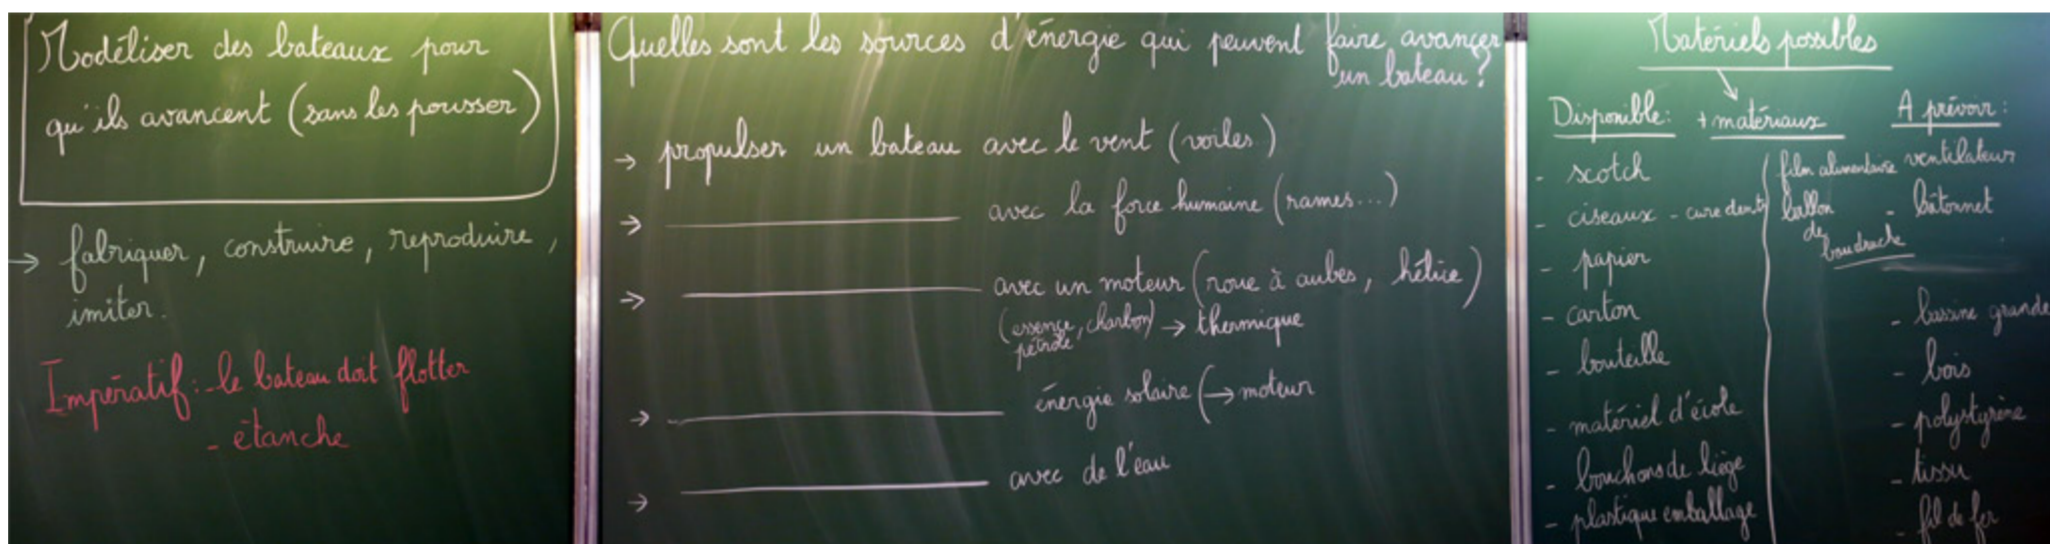 Modéliser des bateaux pour
qu'ils avancent (sans les pousser)
→ fabriquer, construire, reproduire,
imiter.
Impératif : - le bateau doit flotter
- étanche
Quelles sont les sources d'énergie qui peuvent faire avancer
un bateau ?
→ propulser un bateau avec le vent (voiles)
→ ______ avec la force humaine (rames...)
→ ______ avec un moteur (roue à aubes, hélice)
(essence, charbon) → thermique
pétrole
→ ______ énergie solaire (→ moteur
→ ______ avec de l'eau
Matériels possibles
Disponible :
- scotch
- ciseaux - cure dents
- papier
- carton
- bouteille
- matériel d'école
- bouchons de liège
- plastique emballage
+ matériaux
film alimentaire
ballon
de
baudruche
A prévoir :
ventilateur
- bâtonnet
- bassine grande
- bois
- polystyrène
- tissu
- fil de fer